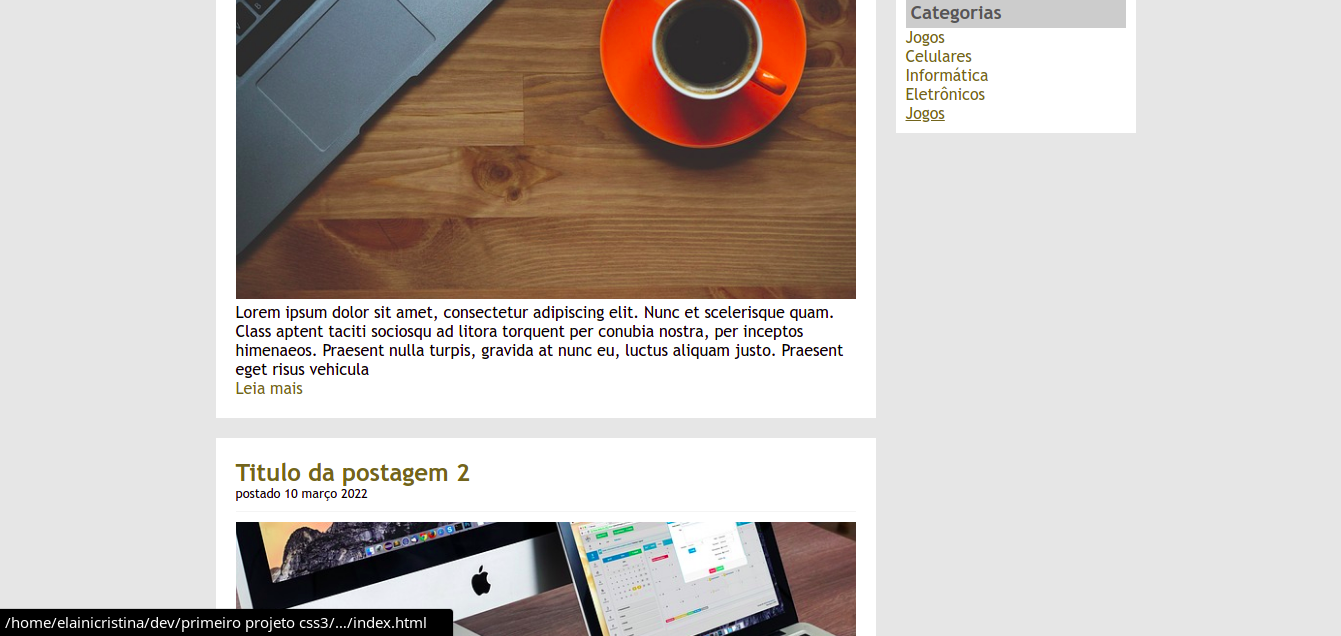 Categorias
Jogos
Celulares
Informática
Eletrônicos
Jogos
Lorem ipsum dolor sit amet, consectetur adipiscing elit. Nunc et scelerisque quam.
Class aptent taciti sociosqu ad litora torquent per conubia nostra, per inceptos
himenaeos. Praesent nulla turpis, gravida at nunc eu, luctus aliquam justo. Praesent
eget risus vehicula
Leia mais
Titulo da postagem 2
postado 10 março 2022
/home/elainicristina/dev/primeiro projeto css3/.../index.html